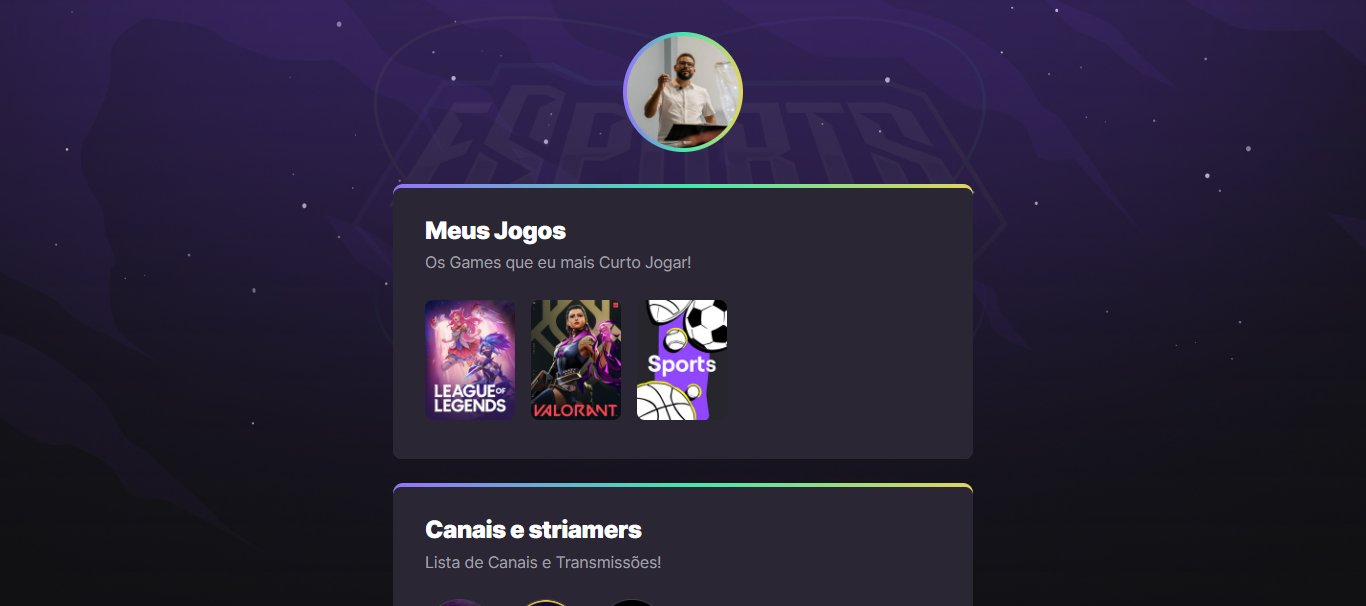 ESPORTS
Meus Jogos
Os Games que eu mais Curto Jogar!
LEAGUE OF
LEGENDS
VALORANT
Sports
Canais e striamers
Lista de Canais e Transmissões!